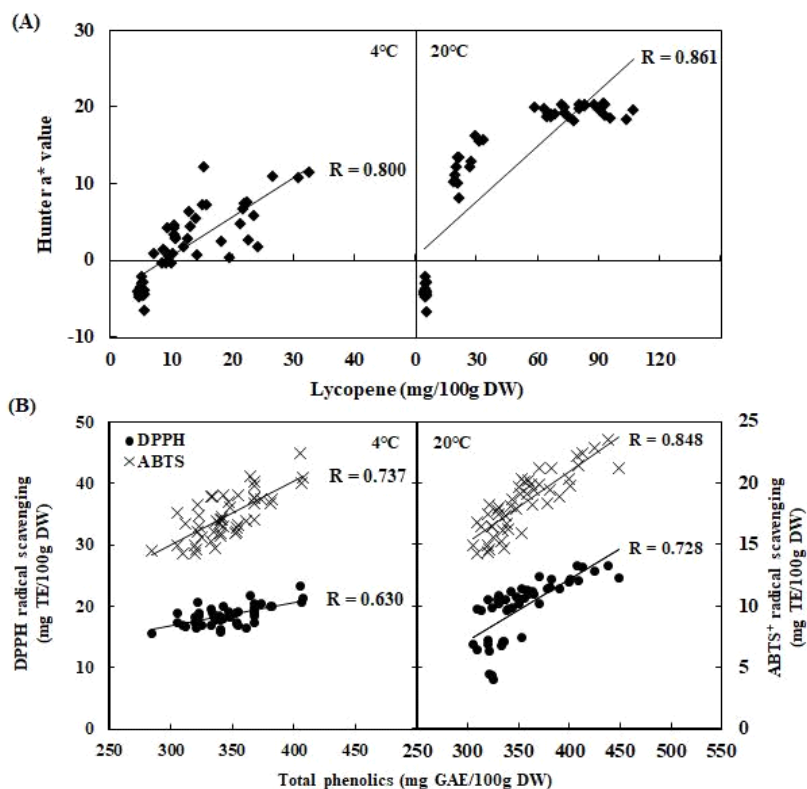 (A)
30
20
10
0
-10
Hunter a* value
4°C
R = 0.800
20°C
R = 0.861
0 10 20 30 40 0 30 60 90 120
Lycopene (mg/100g DW)
(B)
50
40
30
20
10
0
DPPH radical scavenging
(mg TE/100g DW)
DPPH
ABTS
4°C
R = 0.737
R = 0.630
20°C
R = 0.848
R = 0.728
25
20
15
10
5
0
ABTS⁺ radical scavenging
(mg TE/100g DW)
250 300 350 400 450 250 300 350 400 450 500
Total phenolics (mg GAE/100g DW)